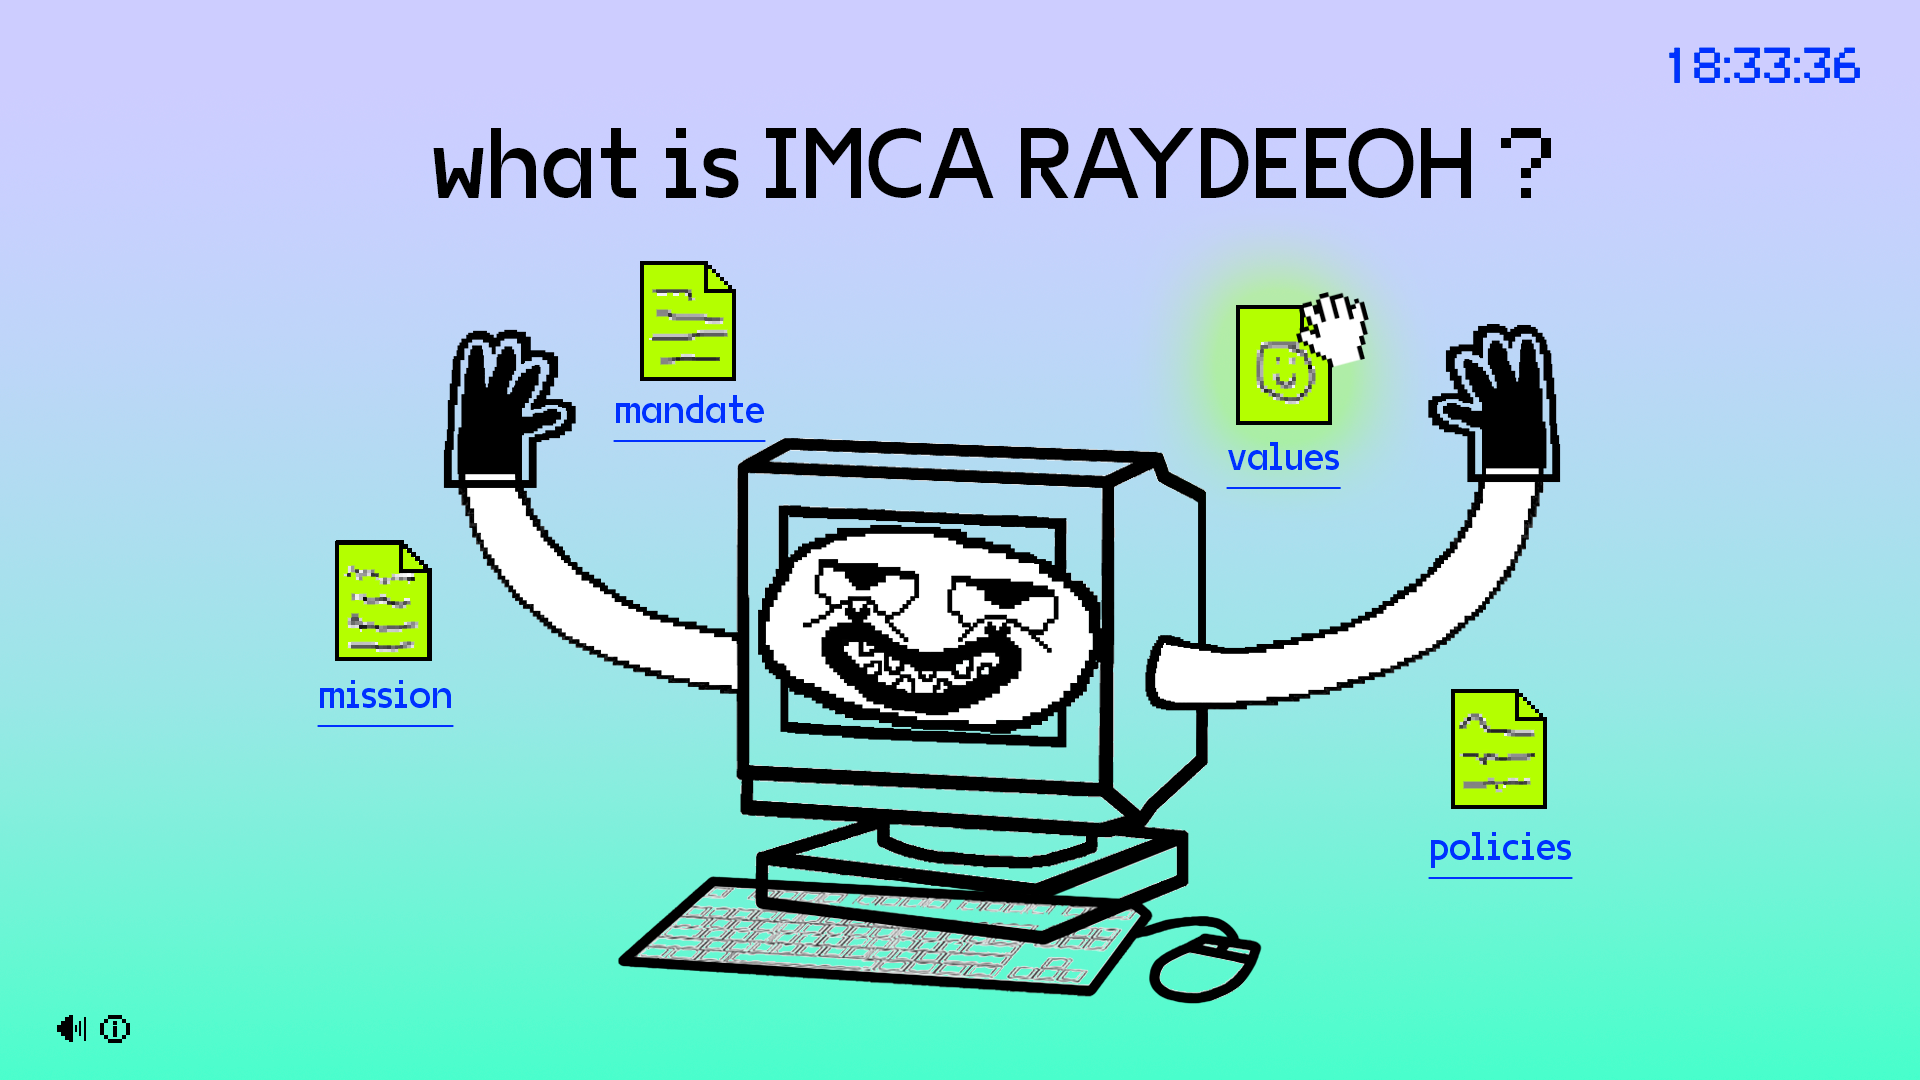 18:33:36
what is IMCA RAYDEEOH ?
mandate
values
mission
policies